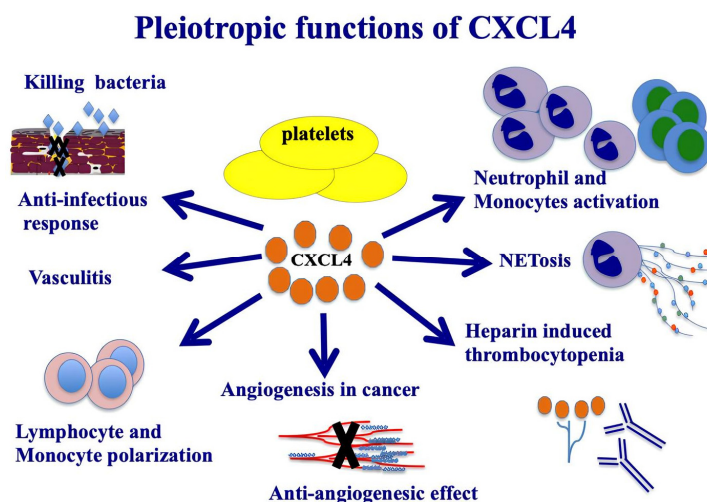 Pleiotropic functions of CXCL4
Killing bacteria
platelets
Neutrophil and
Monocytes activation
Anti-infectious
response
CXCL4
Vasculitis
NETosis
Heparin induced
thrombocytopenia
Angiogenesis in cancer
Lymphocyte and
Monocyte polarization
Anti-angiogenesic effect